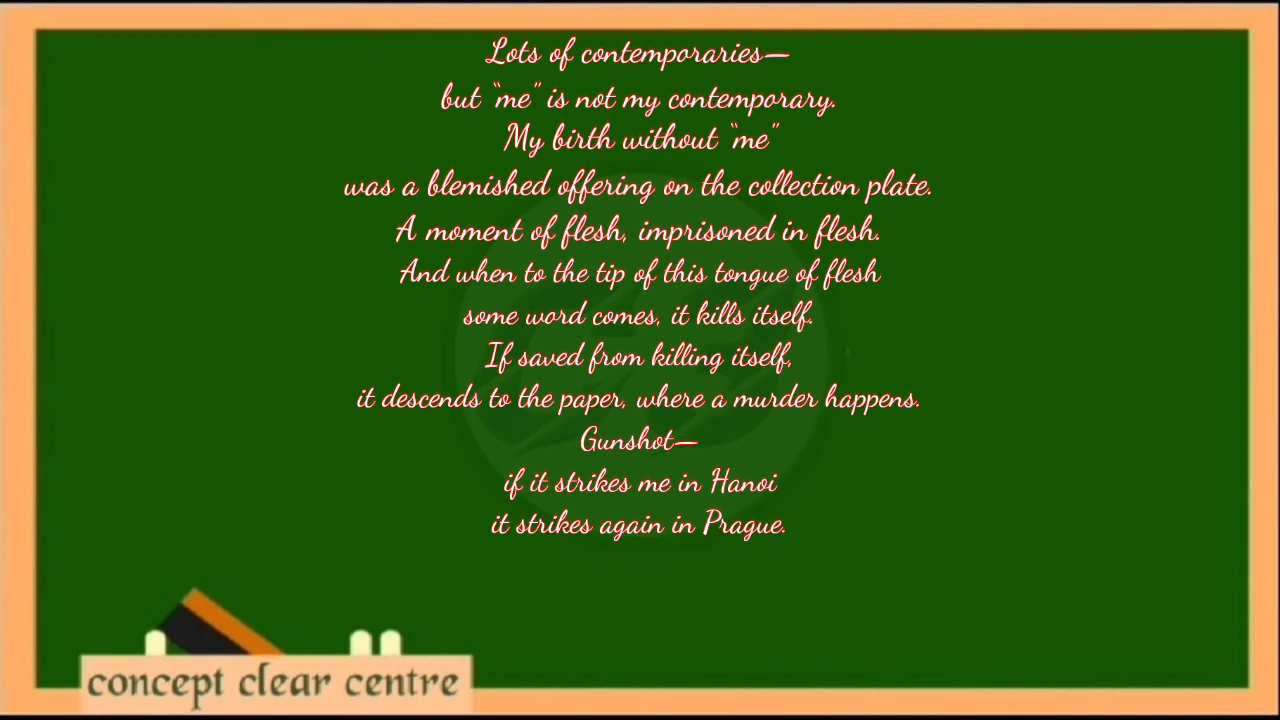 Lots of contemporaries—
but “me” is not my contemporary.
My birth without “me”
was a blemished offering on the collection plate.
A moment of flesh, imprisoned in flesh.
And when to the tip of this tongue of flesh
some word comes, it kills itself.
If saved from killing itself,
it descends to the paper, where a murder happens.
Gunshot—
if it strikes me in Hanoi
it strikes again in Prague.
concept clear centre